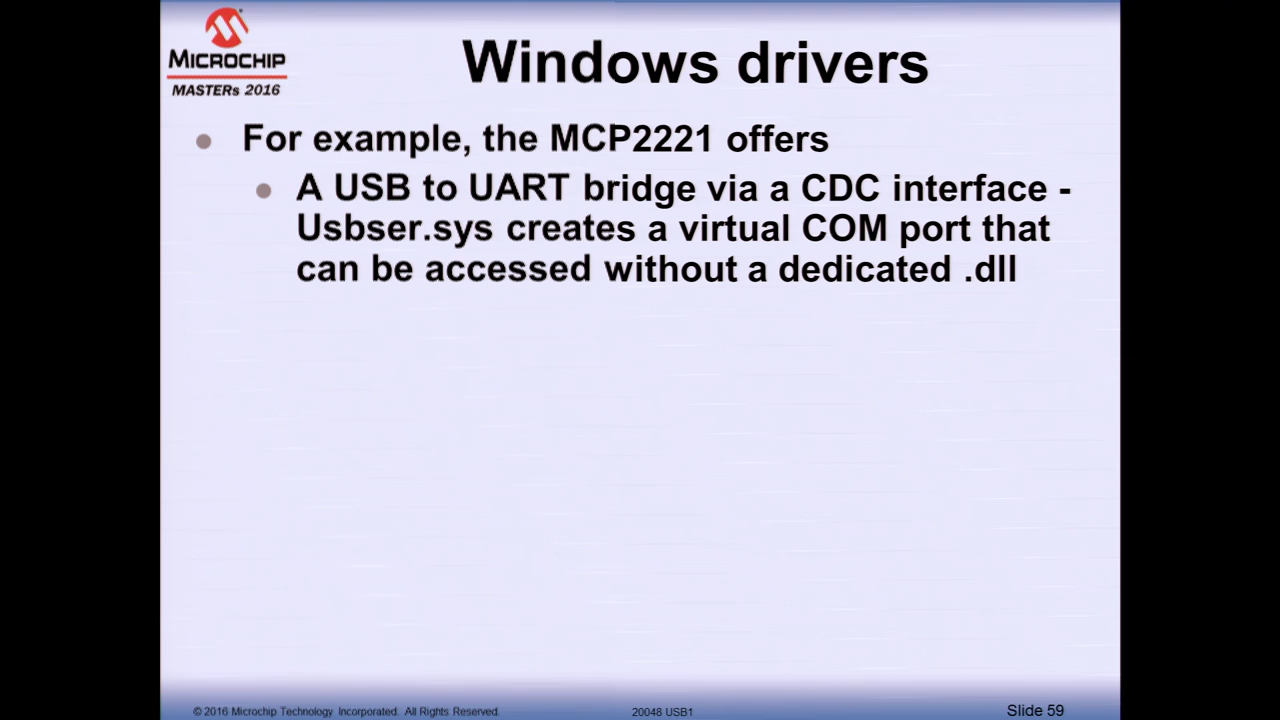 MICROCHIP
MASTERs 2016
Windows drivers
For example, the MCP2221 offers
A USB to UART bridge via a CDC interface -
Usbser.sys creates a virtual COM port that
can be accessed without a dedicated .dll
© 2016 Microchip Technology Incorporated. All Rights Reserved.
20048 USB1
Slide 59